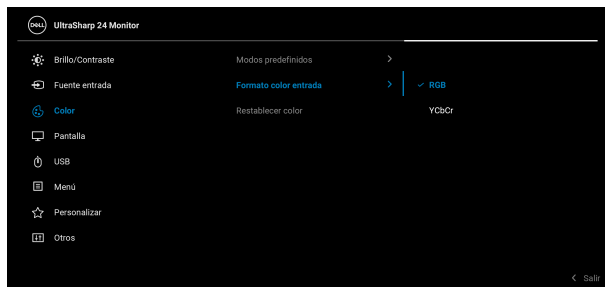 DELL UltraSharp 24 Monitor
Brillo/Contraste Modos predefinidos
Fuente entrada Formato color entrada RGB
Color Restablecer color YCbCr
Pantalla
USB
Menú
Personalizar
Otros
Salir